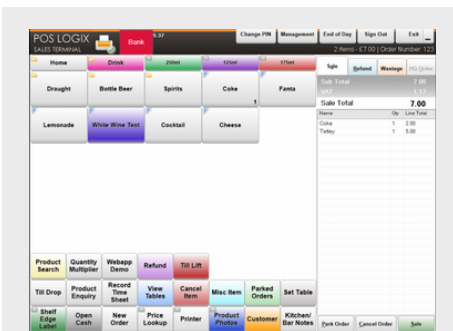 POS LOGIX
SALES TERMINAL
Bank
5:37
Change PIN
Management
End of Day
Sign Out
Exit
2 Items - £7.00 | Order Number 123
Home
Drink
250ml
125ml
175ml
Draught
Bottle Beer
Spirits
Coke
1
Fanta
Lemonade
White Wine Test
Cocktail
Cheese
Sale
Refund
Wastage
HQ Order
Sub Total 7.00
VAT 1.17
Sale Total 7.00
Name Qty Line Total
Coke 1 2.00
Tetley 1 5.00
Product Search
Quantity Multiplier
Webapp Demo
Refund
Till Lift
Till Drop
Product Enquiry
Record Time Sheet
View Tables
Cancel Item
Misc Item
Parked Orders
Set Table
Shelf Edge Label
Open Cash
New Order
Price Lookup
Printer
Product Photos
Customer
Kitchen/ Bar Notes
Park Order
Cancel Order
Sale